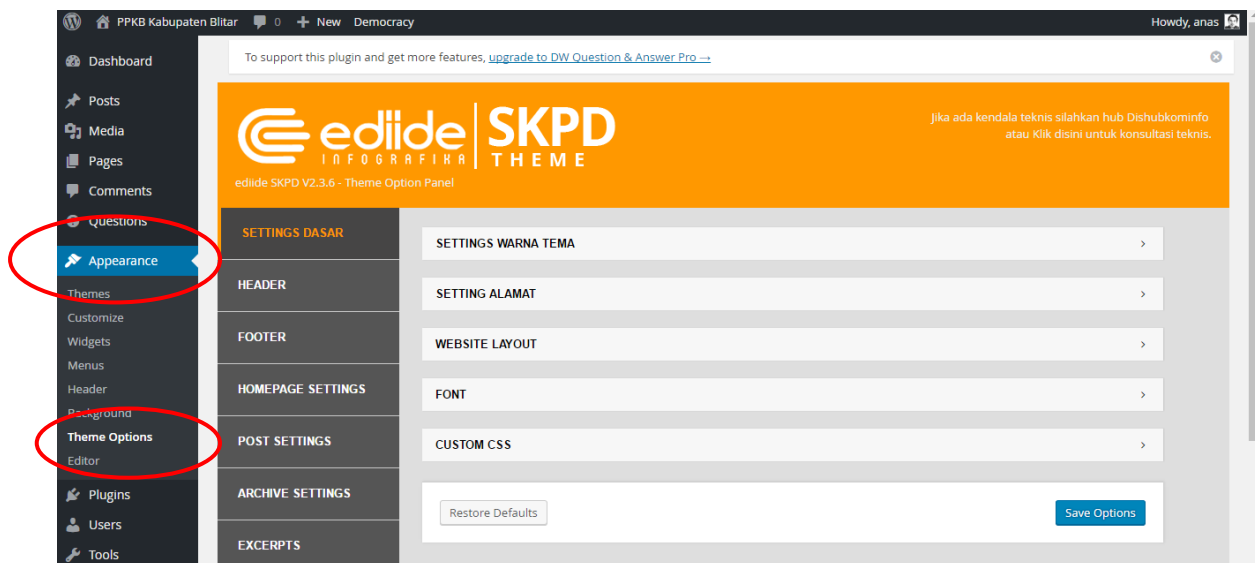 PPKB Kabupaten Blitar 0 + New Democracy Howdy, anas
Dashboard
Posts
Media
Pages
Comments
Questions
Appearance
Themes
Customize
Widgets
Menus
Header
Background
Theme Options
Editor
Plugins
Users
Tools
To support this plugin and get more features, upgrade to DW Question & Answer Pro →
ediide SKPD
INFOGRAFIKA THEME
ediide SKPD V2.3.6 - Theme Option Panel
Jika ada kendala teknis silahkan hub Dishubkominfo
atau Klik disini untuk konsultasi teknis.
SETTINGS DASAR
HEADER
FOOTER
HOMEPAGE SETTINGS
POST SETTINGS
ARCHIVE SETTINGS
EXCERPTS
SETTINGS WARNA TEMA
SETTING ALAMAT
WEBSITE LAYOUT
FONT
CUSTOM CSS
Restore Defaults Save Options